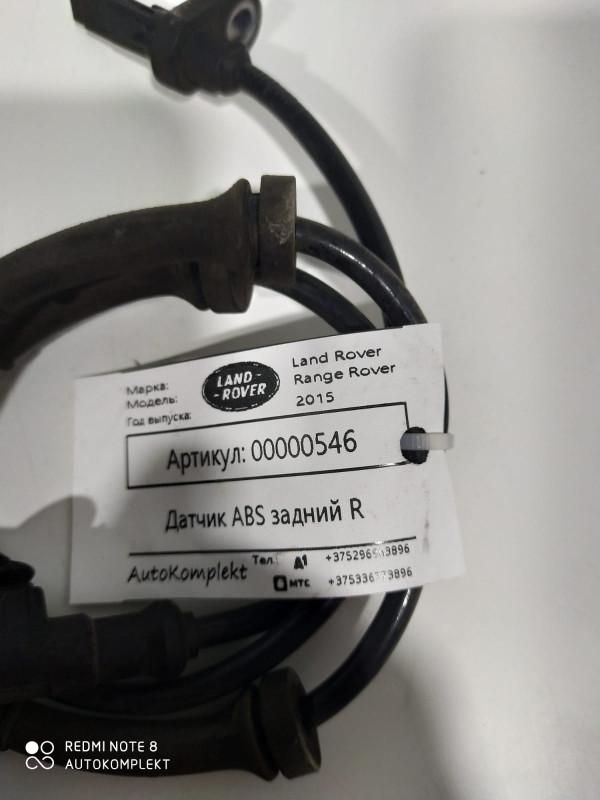 Марка:
Модель:
Год выпуска:
LAND-
-ROVER
Land Rover
Range Rover
2015
Артикул: 00000546
Датчик ABS задний R
AutoKomplekt
Тел.:
A1
МТС
REDMI NOTE 8
AUTOKOMPLEKT